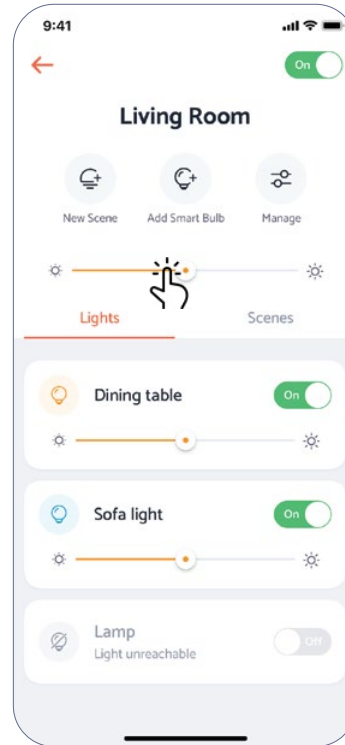 9:41
On
Living Room
New Scene Add Smart Bulb Manage
Lights Scenes
Dining table On
Sofa light On
Lamp Off
Light unreachable